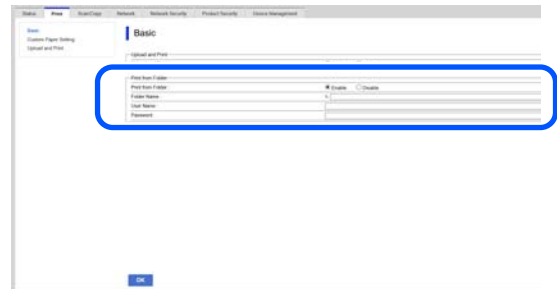 Status Print Scan/Copy Network Network Security Product Security Device Management
Basic
Custom Paper Setting
Upload and Print
Basic
Upload and Print
Print from Folder
Print from Folder : Enable Disable
Folder Name : \\
User Name :
Password :
OK